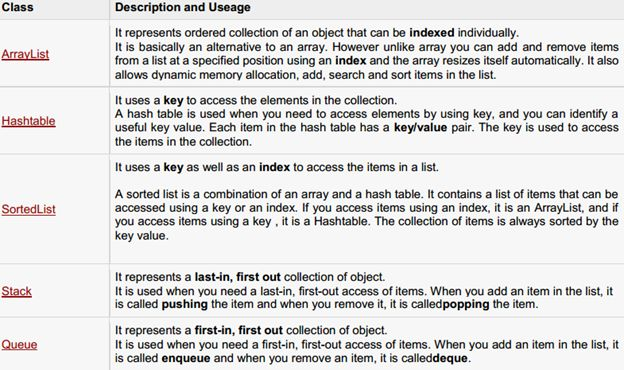 Class Description and Useage
ArrayList
It represents ordered collection of an object that can be indexed individually.
It is basically an alternative to an array. However unlike array you can add and remove items
from a list at a specified position using an index and the array resizes itself automatically. It also
allows dynamic memory allocation, add, search and sort items in the list.
Hashtable
It uses a key to access the elements in the collection.
A hash table is used when you need to access elements by using key, and you can identify a
useful key value. Each item in the hash table has a key/value pair. The key is used to access
the items in the collection.
SortedList
It uses a key as well as an index to access the items in a list.
A sorted list is a combination of an array and a hash table. It contains a list of items that can be
accessed using a key or an index. If you access items using an index, it is an ArrayList, and if
you access items using a key , it is a Hashtable. The collection of items is always sorted by the
key value.
Stack
It represents a last-in, first out collection of object.
It is used when you need a last-in, first-out access of items. When you add an item in the list, it
is called pushing the item and when you remove it, it is calledpopping the item.
Queue
It represents a first-in, first out collection of object.
It is used when you need a first-in, first-out access of items. When you add an item in the list, it
is called enqueue and when you remove an item, it is calleddeque.